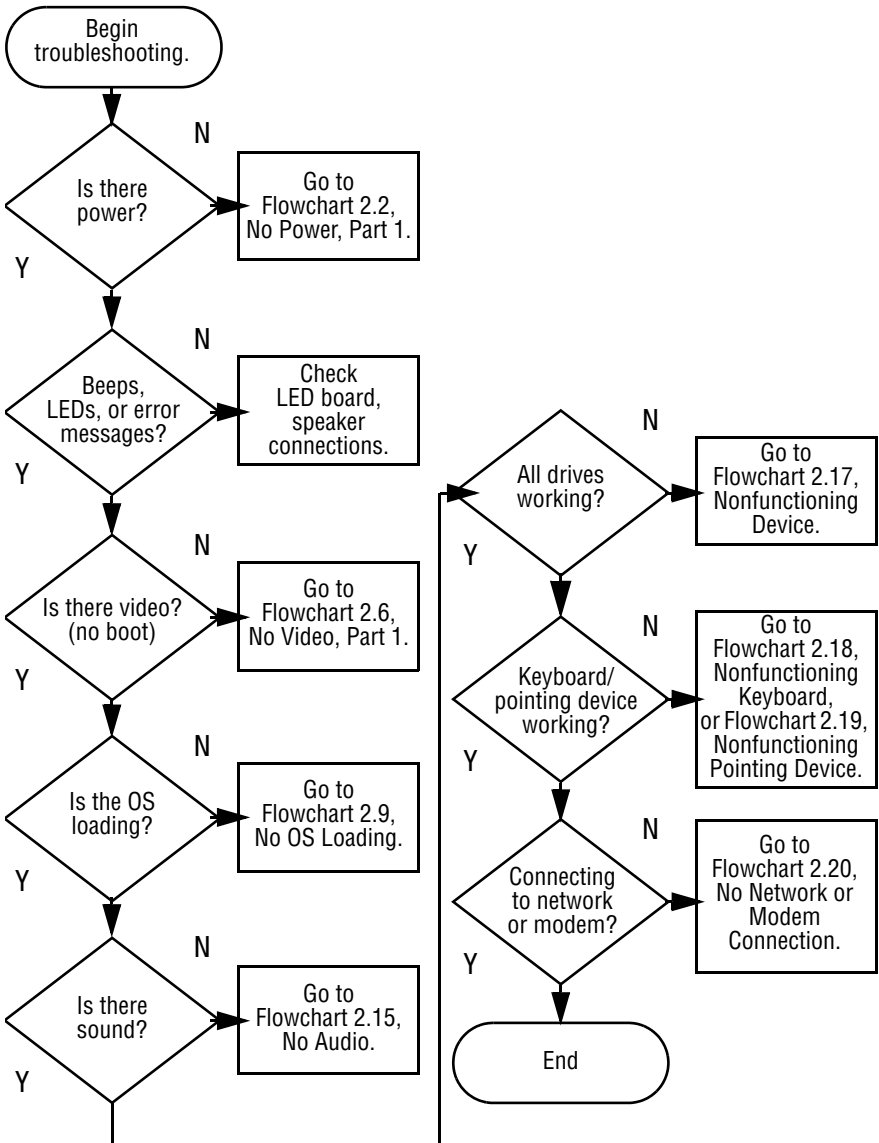 Begin
troubleshooting.
N
Is there
power?
Go to
Flowchart 2.2,
No Power, Part 1.
Y
N
Beeps,
LEDs, or error
messages?
Check
LED board,
speaker
connections.
Y
N
Is there video?
(no boot)
Go to
Flowchart 2.6,
No Video, Part 1.
Y
N
Is the OS
loading?
Go to
Flowchart 2.9,
No OS Loading.
Y
N
Is there
sound?
Go to
Flowchart 2.15,
No Audio.
Y
N
All drives
working?
Go to
Flowchart 2.17,
Nonfunctioning
Device.
Y
N
Keyboard/
pointing device
working?
Go to
Flowchart 2.18,
Nonfunctioning
Keyboard,
or Flowchart 2.19,
Nonfunctioning
Pointing Device.
Y
N
Connecting
to network
or modem?
Go to
Flowchart 2.20,
No Network or
Modem
Connection.
Y
End